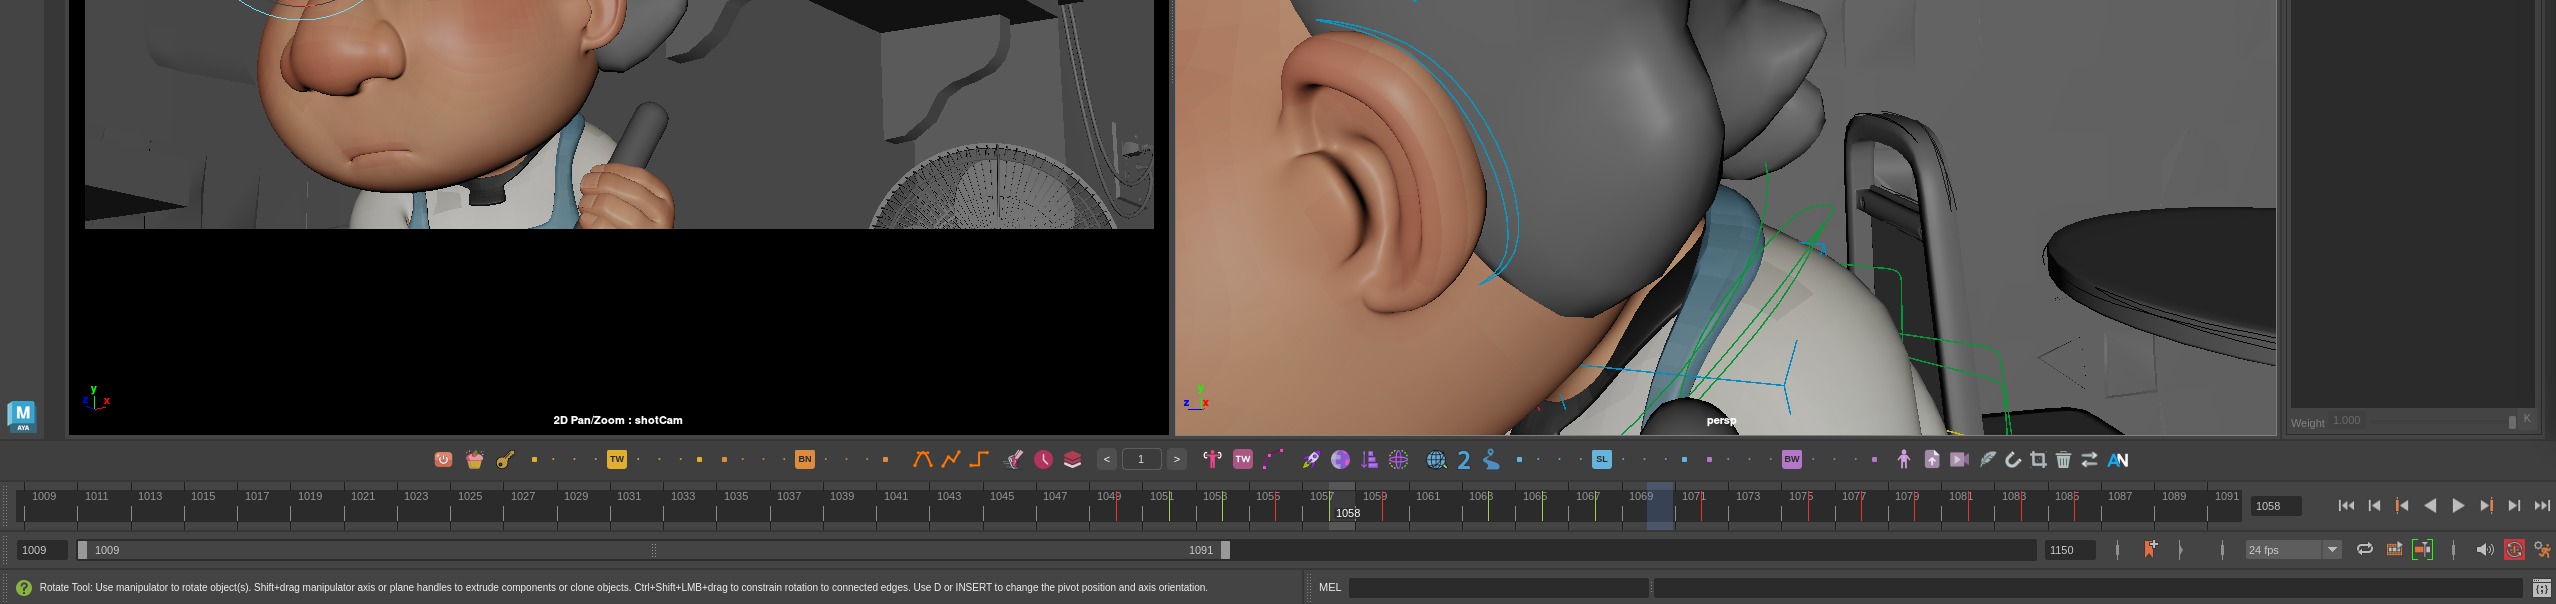 Weight 1.000 K
y
z x
M
AYA
2D Pan/Zoom : shotCam
y
z x
persp
TW BN < 1 > TW 2 SL BW AN
1009 1011 1013 1015 1017 1019 1021 1023 1025 1027 1029 1031 1033 1035 1037 1039 1041 1043 1045 1047 1049 1051 1053 1055 1057 1059 1061 1063 1065 1067 1069 1071 1073 1075 1077 1079 1081 1083 1085 1087 1089 1091
1058 1058
1009 1009 1091 1150 24 fps
? Rotate Tool: Use manipulator to rotate object(s). Shift+drag manipulator axis or plane handles to extrude components or clone objects. Ctrl+Shift+LMB+drag to constrain rotation to connected edges. Use D or INSERT to change the pivot position and axis orientation. MEL